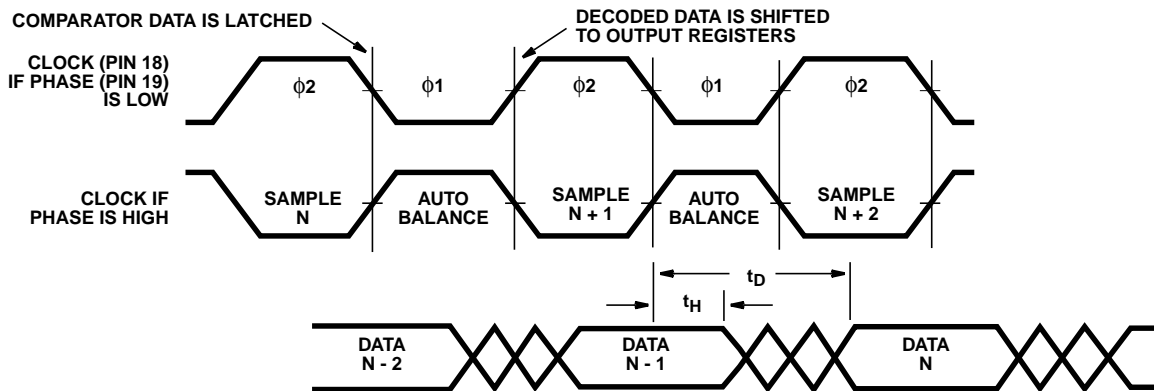 COMPARATOR DATA IS LATCHED
DECODED DATA IS SHIFTED
TO OUTPUT REGISTERS
CLOCK (PIN 18)
IF PHASE (PIN 19)
IS LOW
ϕ2
ϕ1
ϕ2
ϕ1
ϕ2
CLOCK IF
PHASE IS HIGH
SAMPLE
N
AUTO
BALANCE
SAMPLE
N + 1
AUTO
BALANCE
SAMPLE
N + 2
tD
tH
DATA
N - 2
DATA
N - 1
DATA
N